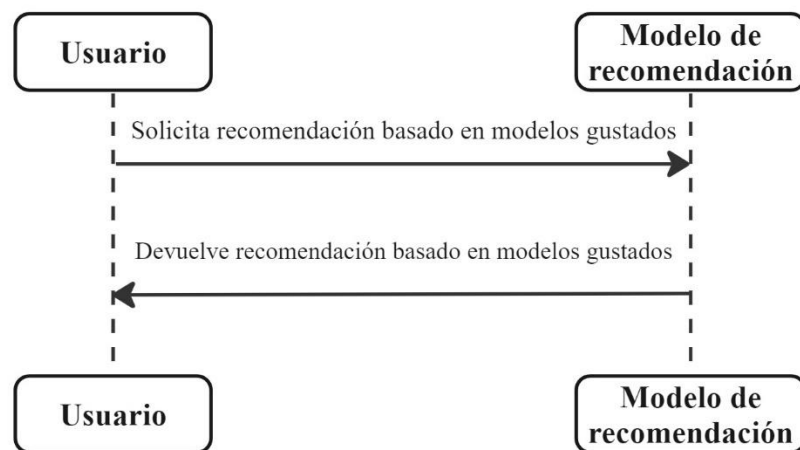 Usuario
Modelo de
recomendación
Solicita recomendación basado en modelos gustados
Devuelve recomendación basado en modelos gustados
Usuario
Modelo de
recomendación